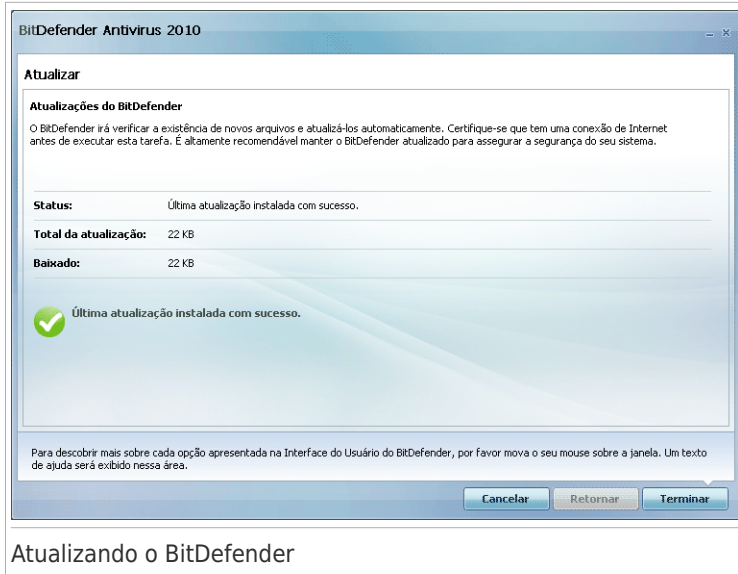 BitDefender Antivirus 2010
Atualizar
Atualizações do BitDefender
O BitDefender irá verificar a existência de novos arquivos e atualizá-los automaticamente. Certifique-se que tem uma conexão de Internet
antes de executar esta tarefa. É altamente recomendável manter o BitDefender atualizado para assegurar a segurança do seu sistema.
Status: Última atualização instalada com sucesso.
Total da atualização: 22 KB
Baixado: 22 KB
Última atualização instalada com sucesso.
Para descobrir mais sobre cada opção apresentada na Interface do Usuário do BitDefender, por favor mova o seu mouse sobre a janela. Um texto
de ajuda será exibido nessa área.
Cancelar Retornar Terminar
Atualizando o BitDefender